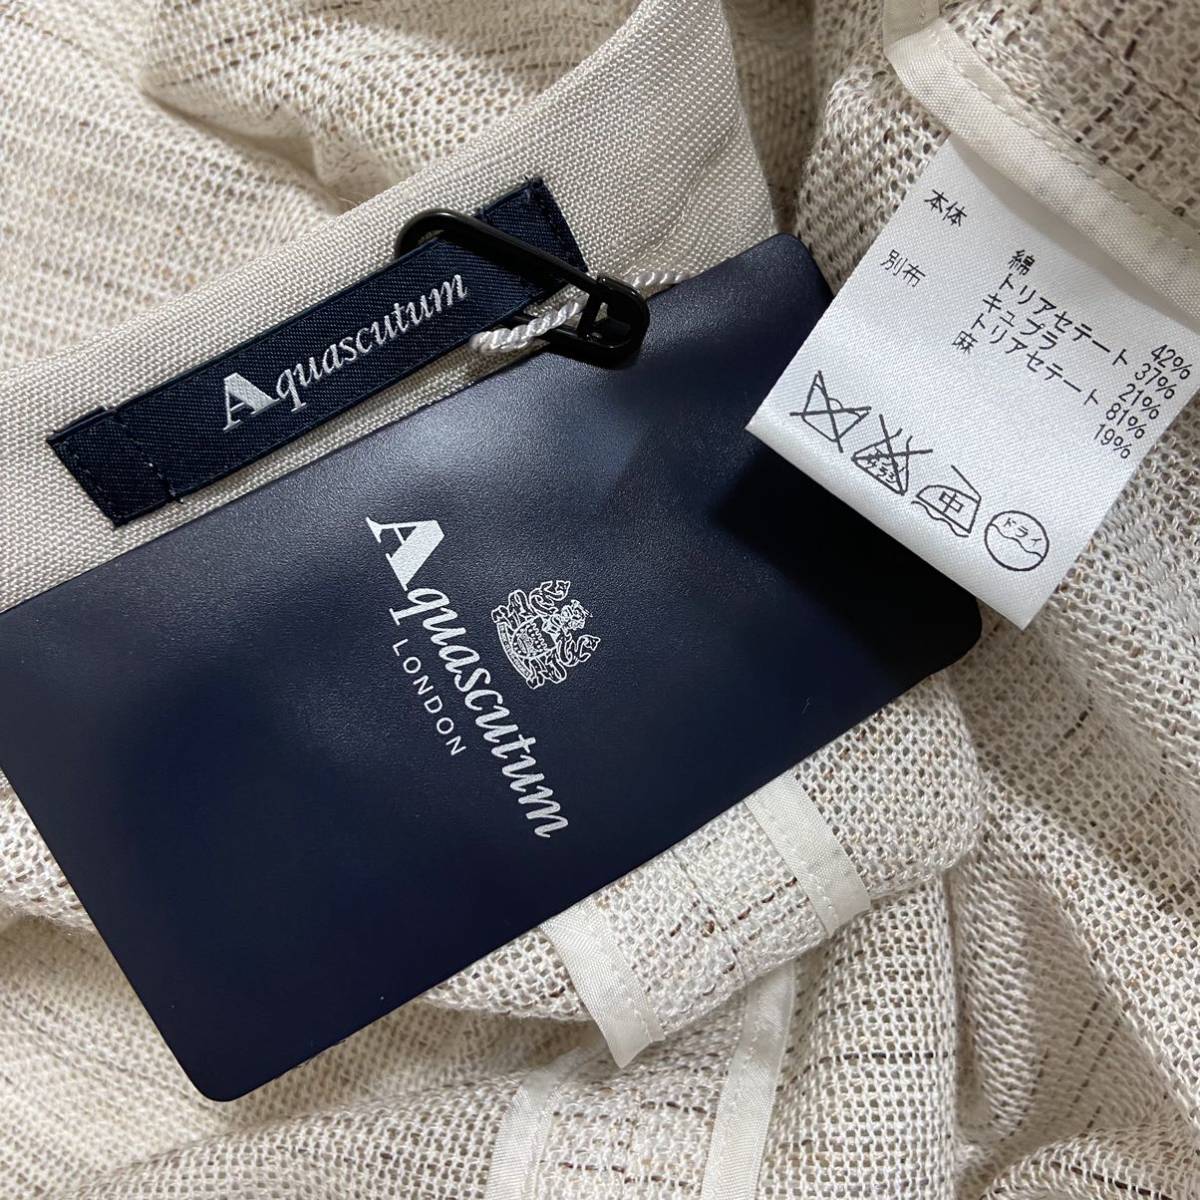 Aquascutum
Aquascutum
LONDON
本体
綿 42%
トリアセテート 37%
キュプラ 21%
別布
トリアセテート 81%
麻 19%
中
ドライ